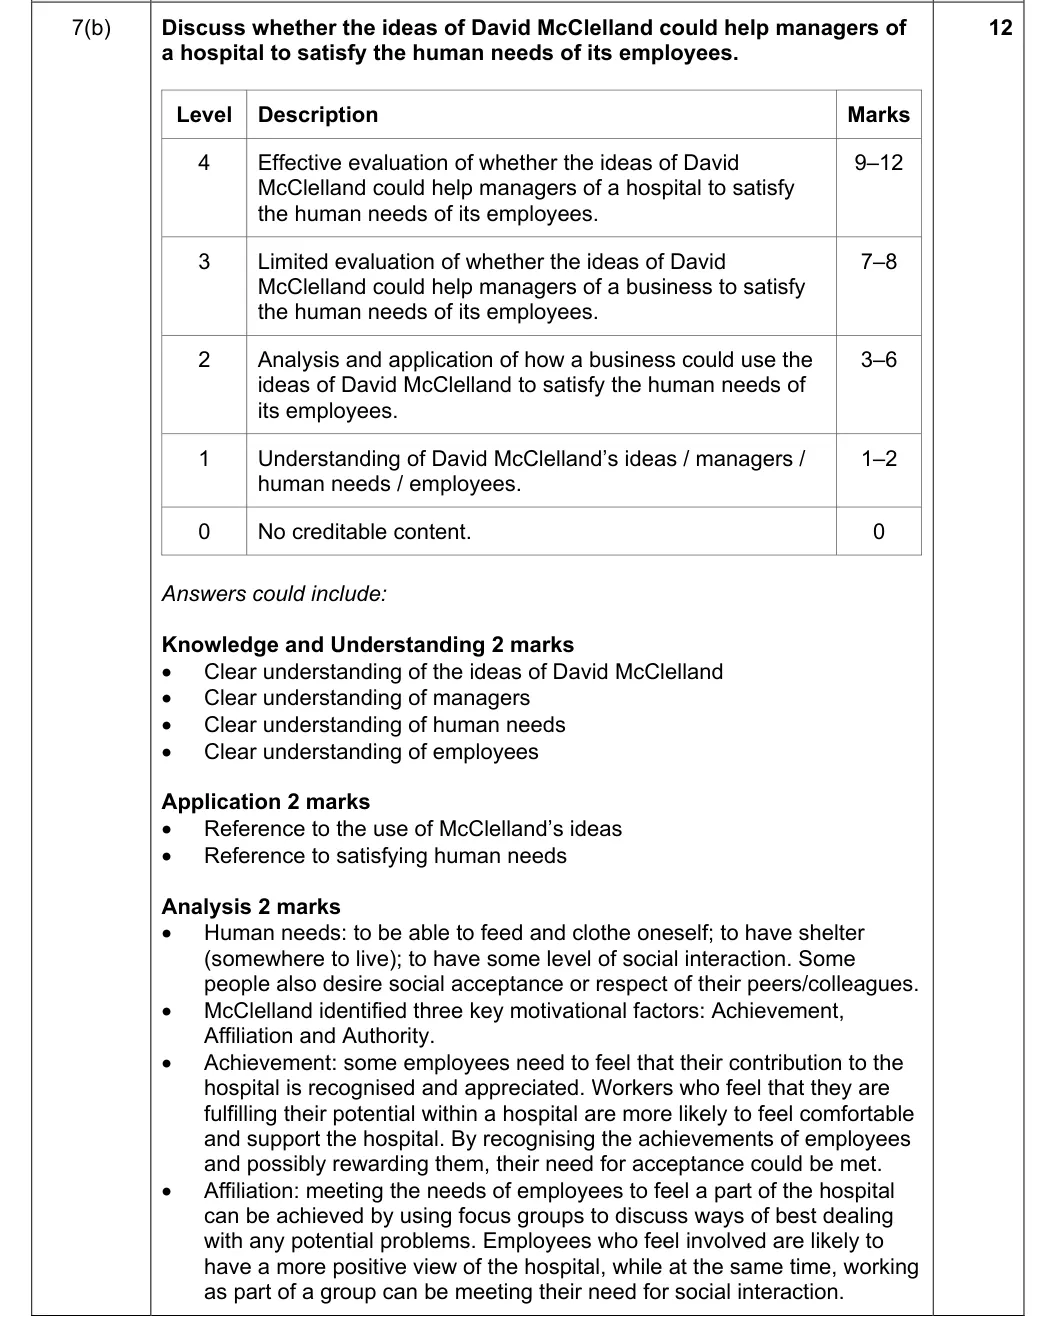 7(b)
Discuss whether the ideas of David McClelland could help managers of
a hospital to satisfy the human needs of its employees.
12
Level Description Marks
4 Effective evaluation of whether the ideas of David 9–12
McClelland could help managers of a hospital to satisfy
the human needs of its employees.
3 Limited evaluation of whether the ideas of David 7–8
McClelland could help managers of a business to satisfy
the human needs of its employees.
2 Analysis and application of how a business could use the 3–6
ideas of David McClelland to satisfy the human needs of
its employees.
1 Understanding of David McClelland’s ideas / managers / 1–2
human needs / employees.
0 No creditable content. 0
Answers could include:
Knowledge and Understanding 2 marks
• Clear understanding of the ideas of David McClelland
• Clear understanding of managers
• Clear understanding of human needs
• Clear understanding of employees
Application 2 marks
• Reference to the use of McClelland’s ideas
• Reference to satisfying human needs
Analysis 2 marks
• Human needs: to be able to feed and clothe oneself; to have shelter
(somewhere to live); to have some level of social interaction. Some
people also desire social acceptance or respect of their peers/colleagues.
• McClelland identified three key motivational factors: Achievement,
Affiliation and Authority.
• Achievement: some employees need to feel that their contribution to the
hospital is recognised and appreciated. Workers who feel that they are
fulfilling their potential within a hospital are more likely to feel comfortable
and support the hospital. By recognising the achievements of employees
and possibly rewarding them, their need for acceptance could be met.
• Affiliation: meeting the needs of employees to feel a part of the hospital
can be achieved by using focus groups to discuss ways of best dealing
with any potential problems. Employees who feel involved are likely to
have a more positive view of the hospital, while at the same time, working
as part of a group can be meeting their need for social interaction.